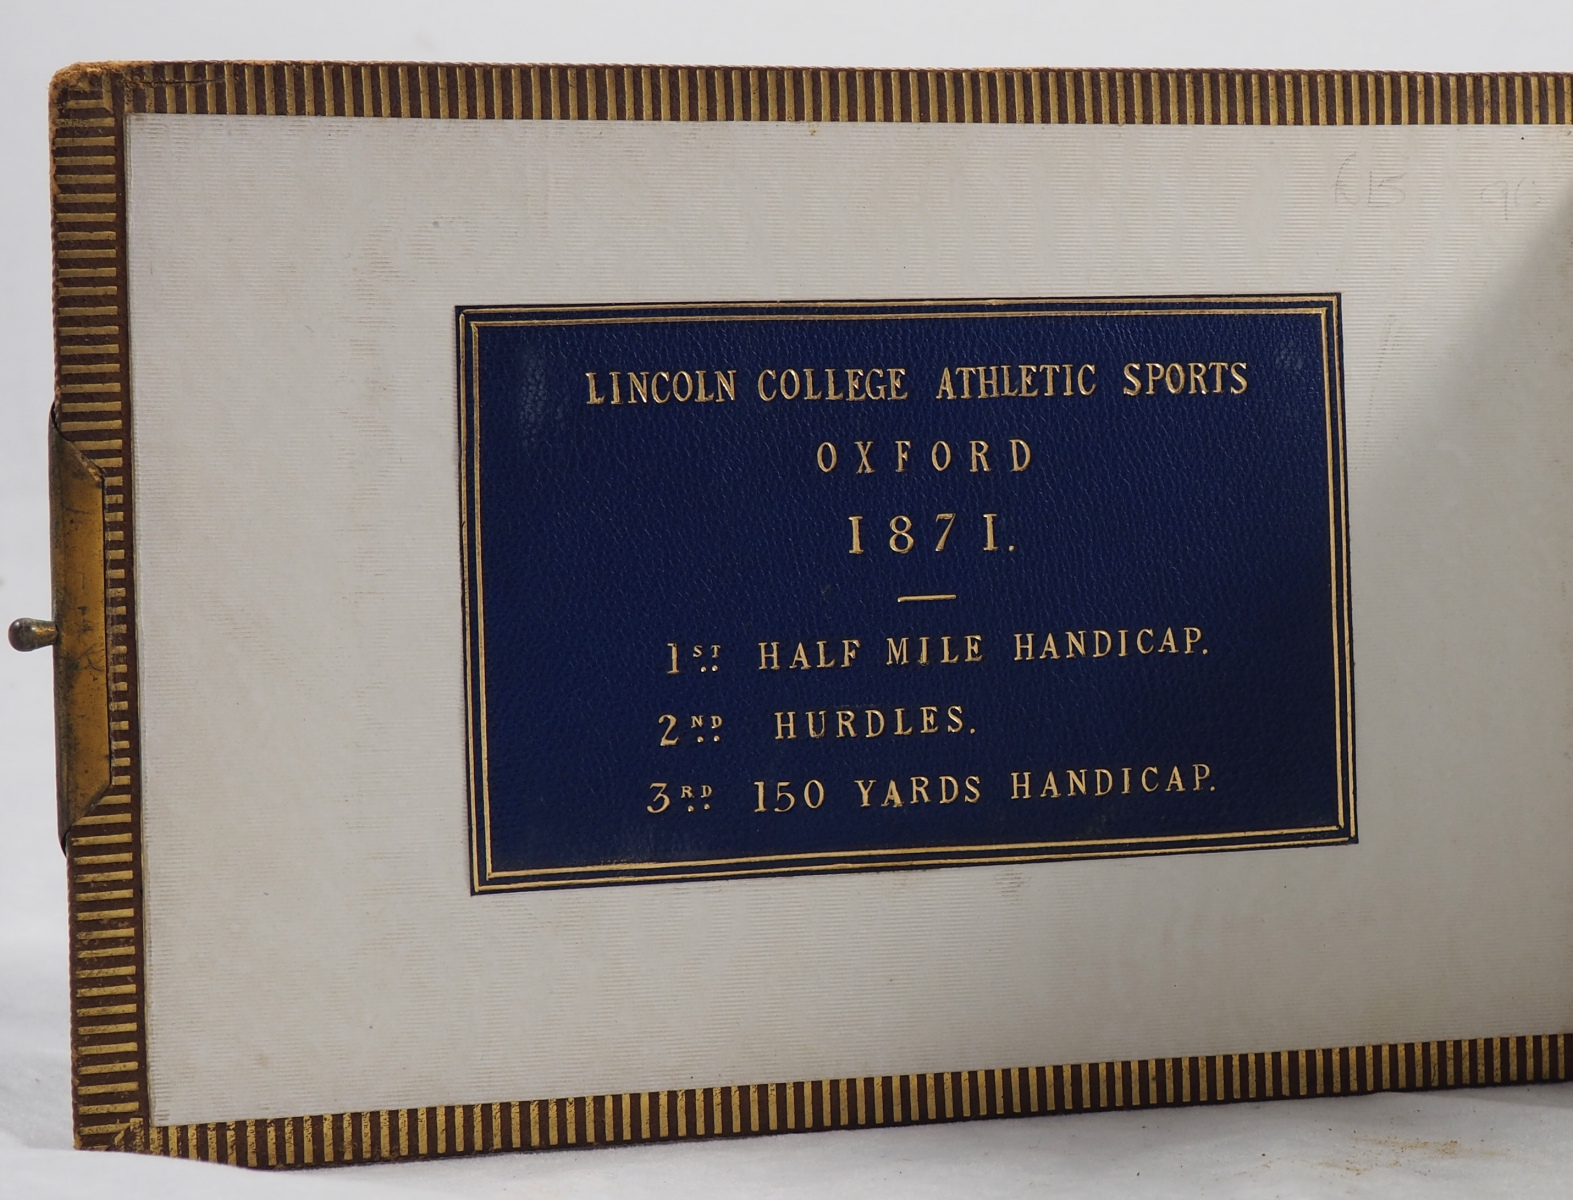 LINCOLN COLLEGE ATHLETIC SPORTS
OXFORD
1871.
1ST HALF MILE HANDICAP.
2ND HURDLES.
3RD 150 YARDS HANDICAP.